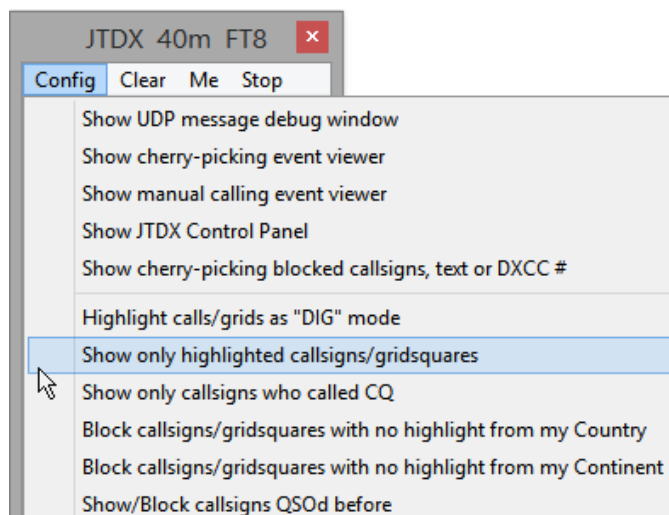 JTDX 40m FT8
Config Clear Me Stop
Show UDP message debug window
Show cherry-picking event viewer
Show manual calling event viewer
Show JTDX Control Panel
Show cherry-picking blocked callsigns, text or DXCC #
Highlight calls/grids as "DIG" mode
Show only highlighted callsigns/gridsquares
Show only callsigns who called CQ
Block callsigns/gridsquares with no highlight from my Country
Block callsigns/gridsquares with no highlight from my Continent
Show/Block callsigns QSOd before